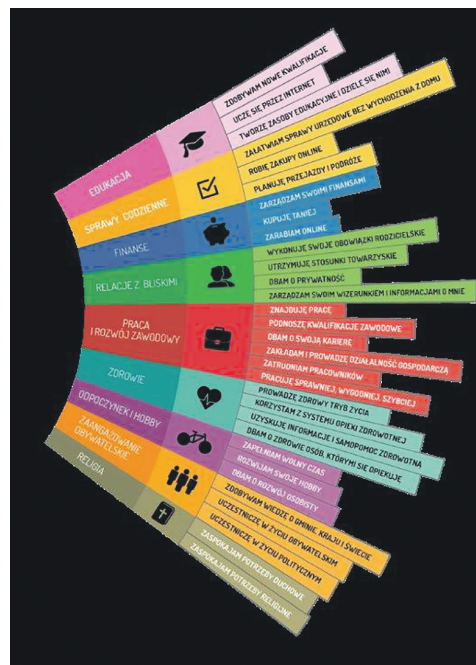 EDUKACJA
ZDOBYWAM NOWE KWALIFIKACJE
UCZĘ SIĘ PRZEZ INTERNET
TWORZĘ ZASOBY EDUKACYJNE I DZIELĘ SIĘ NIMI
SPRAWY CODZIENNE
ZAŁATWIAM SPRAWY URZĘDOWE BEZ WYCHODZENIA Z DOMU
ROBIĘ ZAKUPY ONLINE
PLANUJĘ PRZEJAZDY I PODRÓŻE
FINANSE
ZARZĄDZAM SWOIMI FINANSAMI
KUPUJĘ TANIEJ
ZARABIAM ONLINE
RELACJE Z BLISKIMI
WYKONUJĘ SWOJE OBOWIĄZKI RODZICIELSKIE
UTRZYMUJĘ STOSUNKI TOWARZYSKIE
DBAM O PRYWATNOŚĆ
ZARZĄDZAM SWOIM WIZERUNKIEM I INFORMACJAMI O MNIE
PRACA
I ROZWÓJ ZAWODOWY
ZNAJDUJĘ PRACĘ
PODNOSZĘ KWALIFIKACJE ZAWODOWE
DBAM O SWOJĄ KARIERĘ
ZAKŁADAM I PROWADZĘ DZIAŁALNOŚĆ GOSPODARCZĄ
ZATRUDNIAM PRACOWNIKÓW
PRACUJĘ SPRAWNIEJ, WYGODNIEJ, SZYBCIEJ
ZDROWIE
PROWADZĘ ZDROWY TRYB ŻYCIA
KORZYSTAM Z SYSTEMU OPIEKI ZDROWOTNEJ
UZYSKUJĘ INFORMACJE I SAMOPOMOC ZDROWOTNĄ
DBAM O ZDROWIE OSÓB, KTÓRYMI SIĘ OPIEKUJĘ
ODPOCZYNEK I HOBBY
ZAPEŁNIAM WOLNY CZAS
ROZWIJAM SWOJE HOBBY
DBAM O ROZWÓJ OSOBISTY
ZAANGAŻOWANIE
OBYWATELSKIE
ZDOBYWAM WIEDZĘ O GMINIE, KRAJU I ŚWIECIE
UCZESTNICZĘ W ŻYCIU OBYWATELSKIM
UCZESTNICZĘ W ŻYCIU POLITYCZNYM
RELIGIA
ZASPOKAJAM POTRZEBY DUCHOWE
ZASPOKAJAM POTRZEBY RELIGIJNE